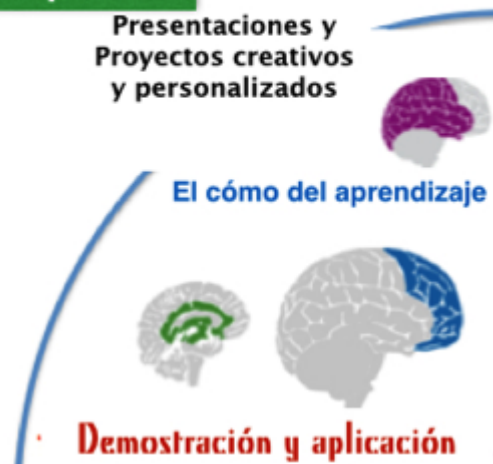 Presentaciones y
Proyectos creativos
y personalizados
El cómo del aprendizaje
Demostración y aplicación